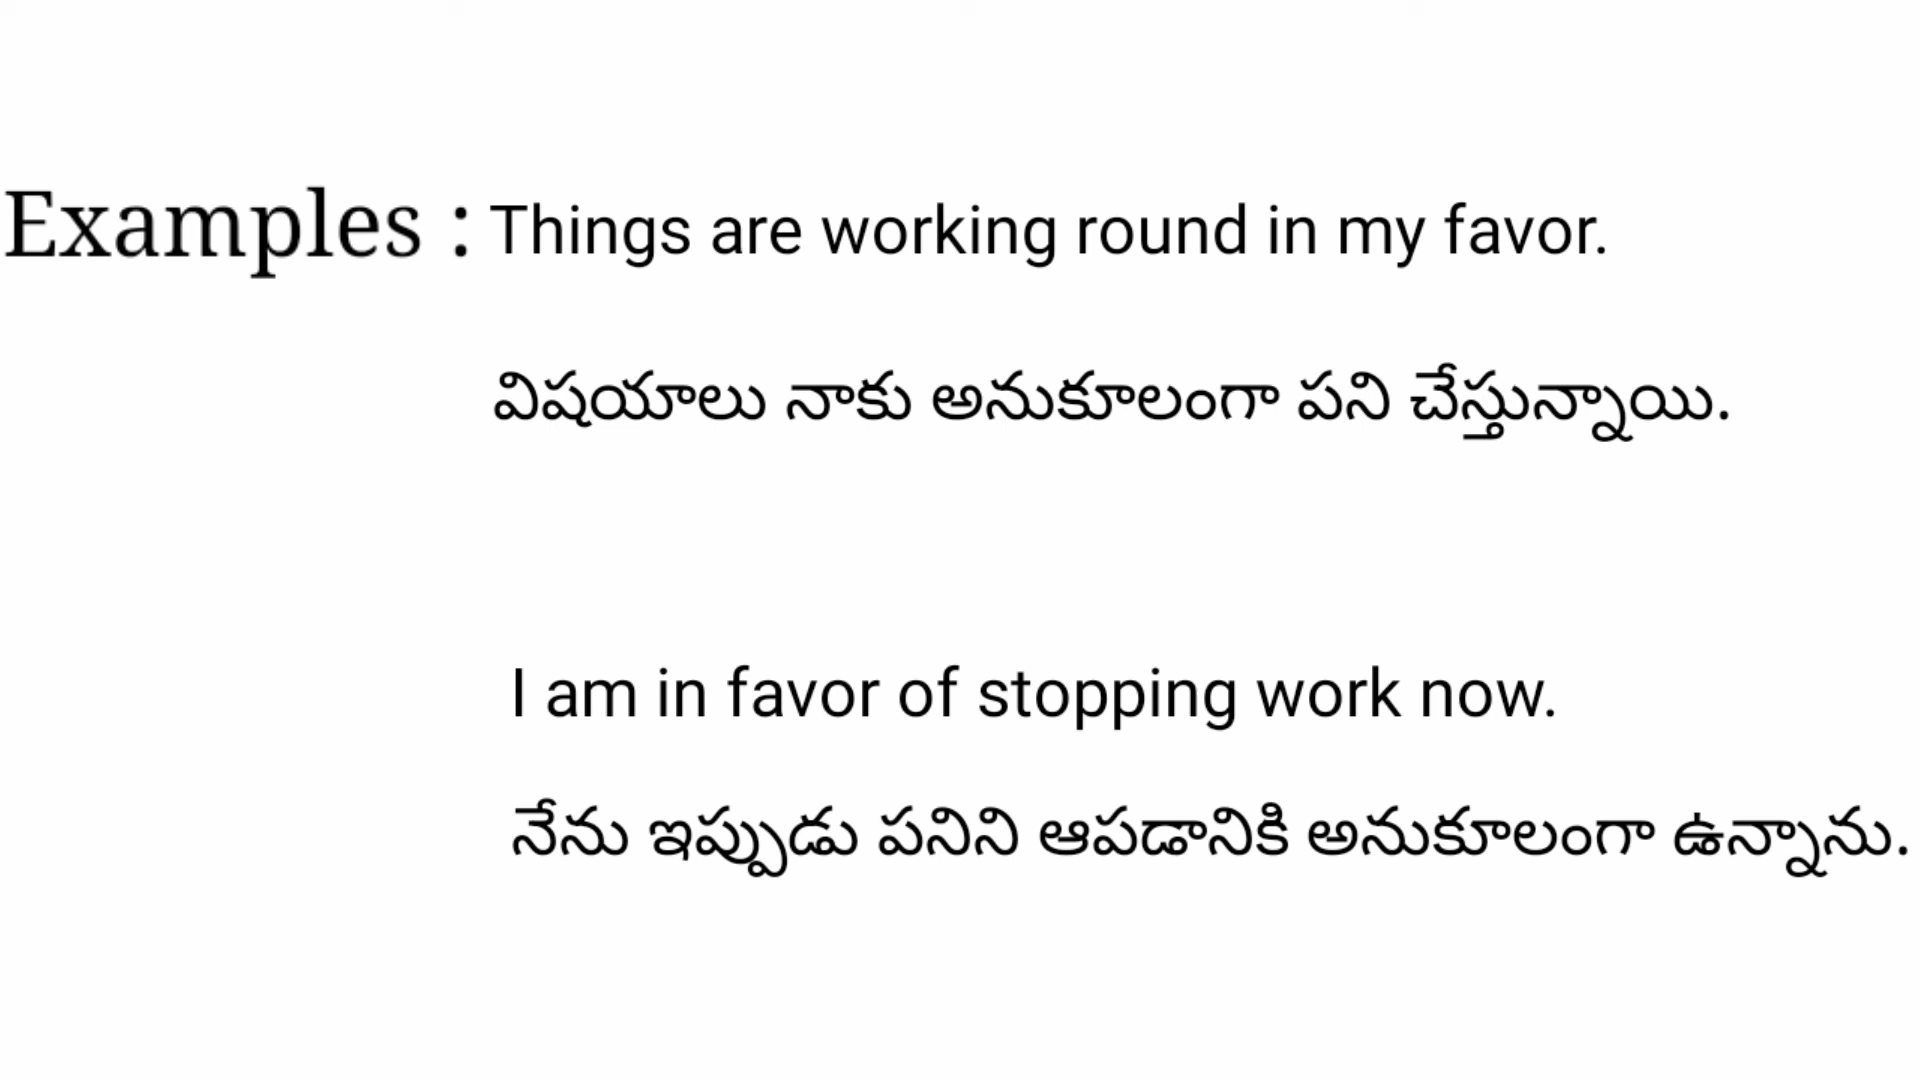 Examples : Things are working round in my favor.
విషయాలు నాకు అనుకూలంగా పని చేస్తున్నాయి.
I am in favor of stopping work now.
నేను ఇప్పుడు పనిని ఆపడానికి అనుకూలంగా ఉన్నాను.